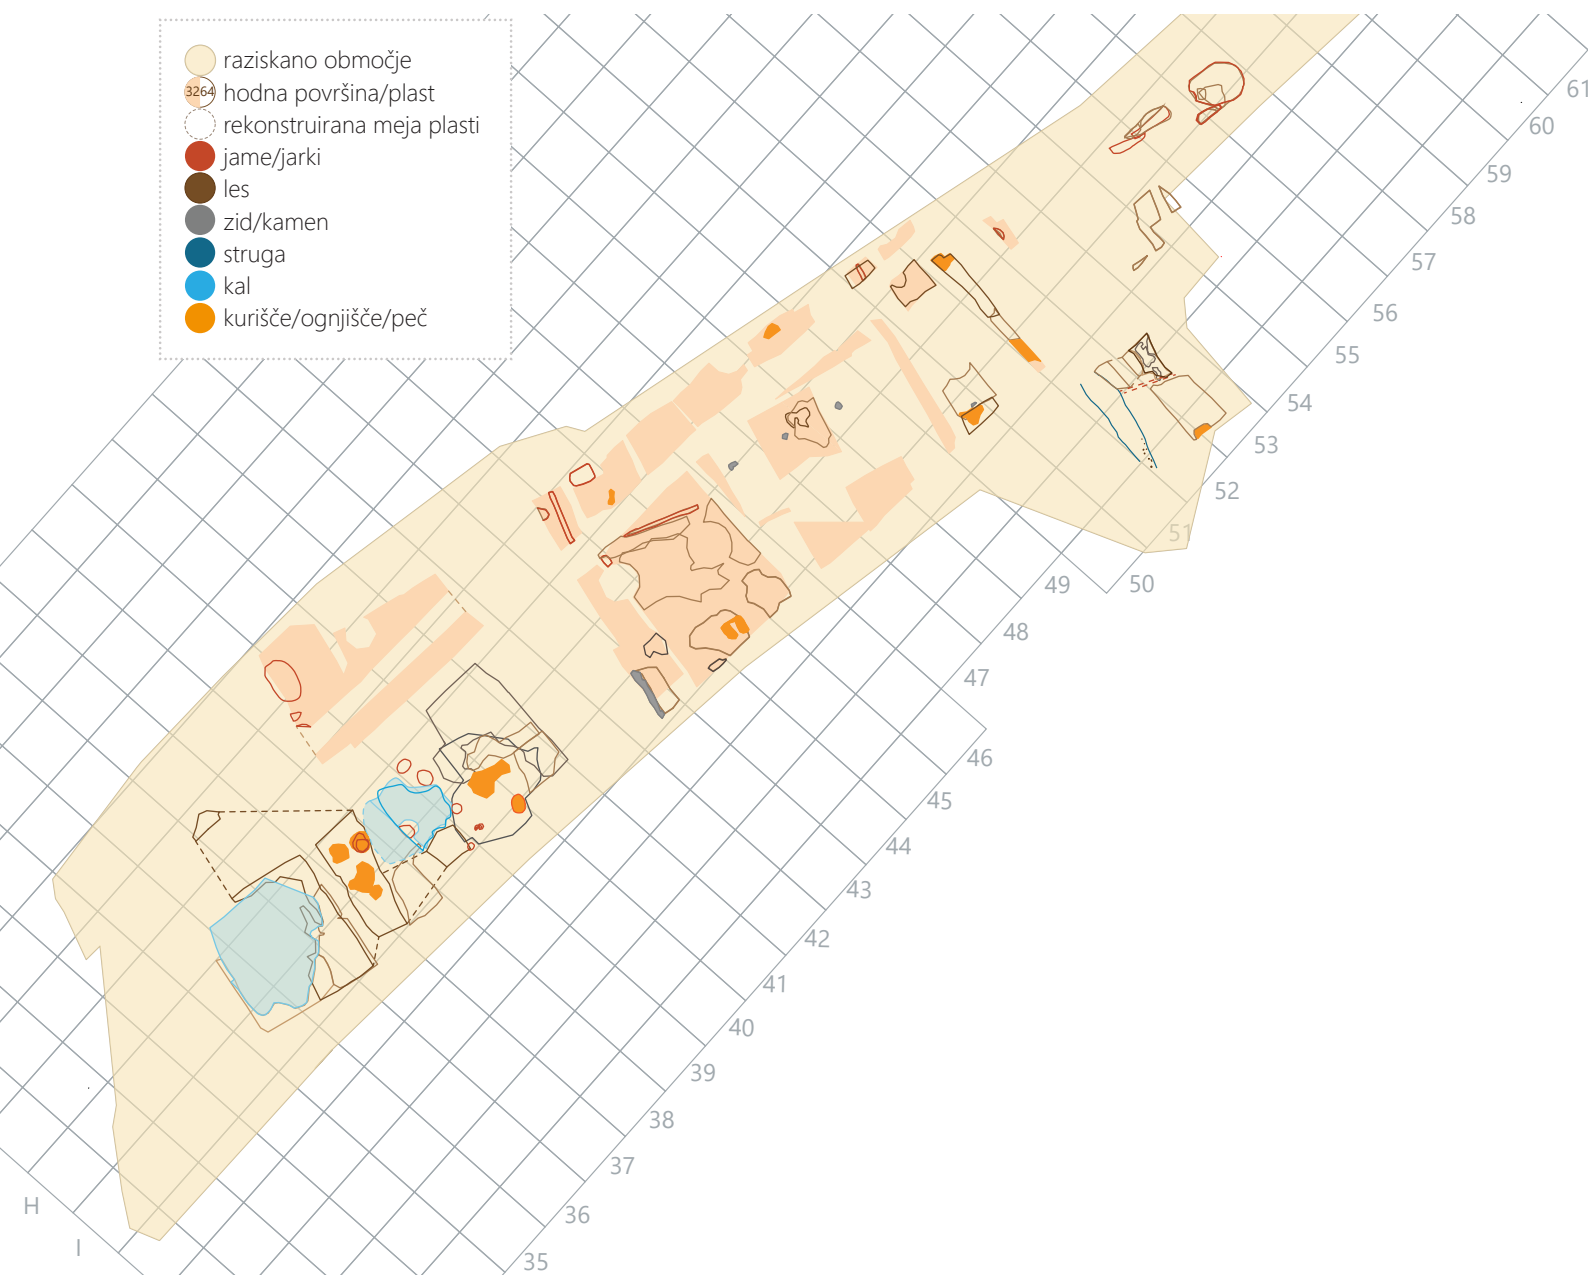 raziskano območje
3264 hodna površina/plast
rekonstruirana meja plasti
jame/jarki
les
zid/kamen
struga
kal
kurišče/ognjišče/peč
61
60
59
58
57
56
55
54
53
52
51
50
49
48
47
46
45
44
43
42
41
40
39
38
37
36
35
H
I